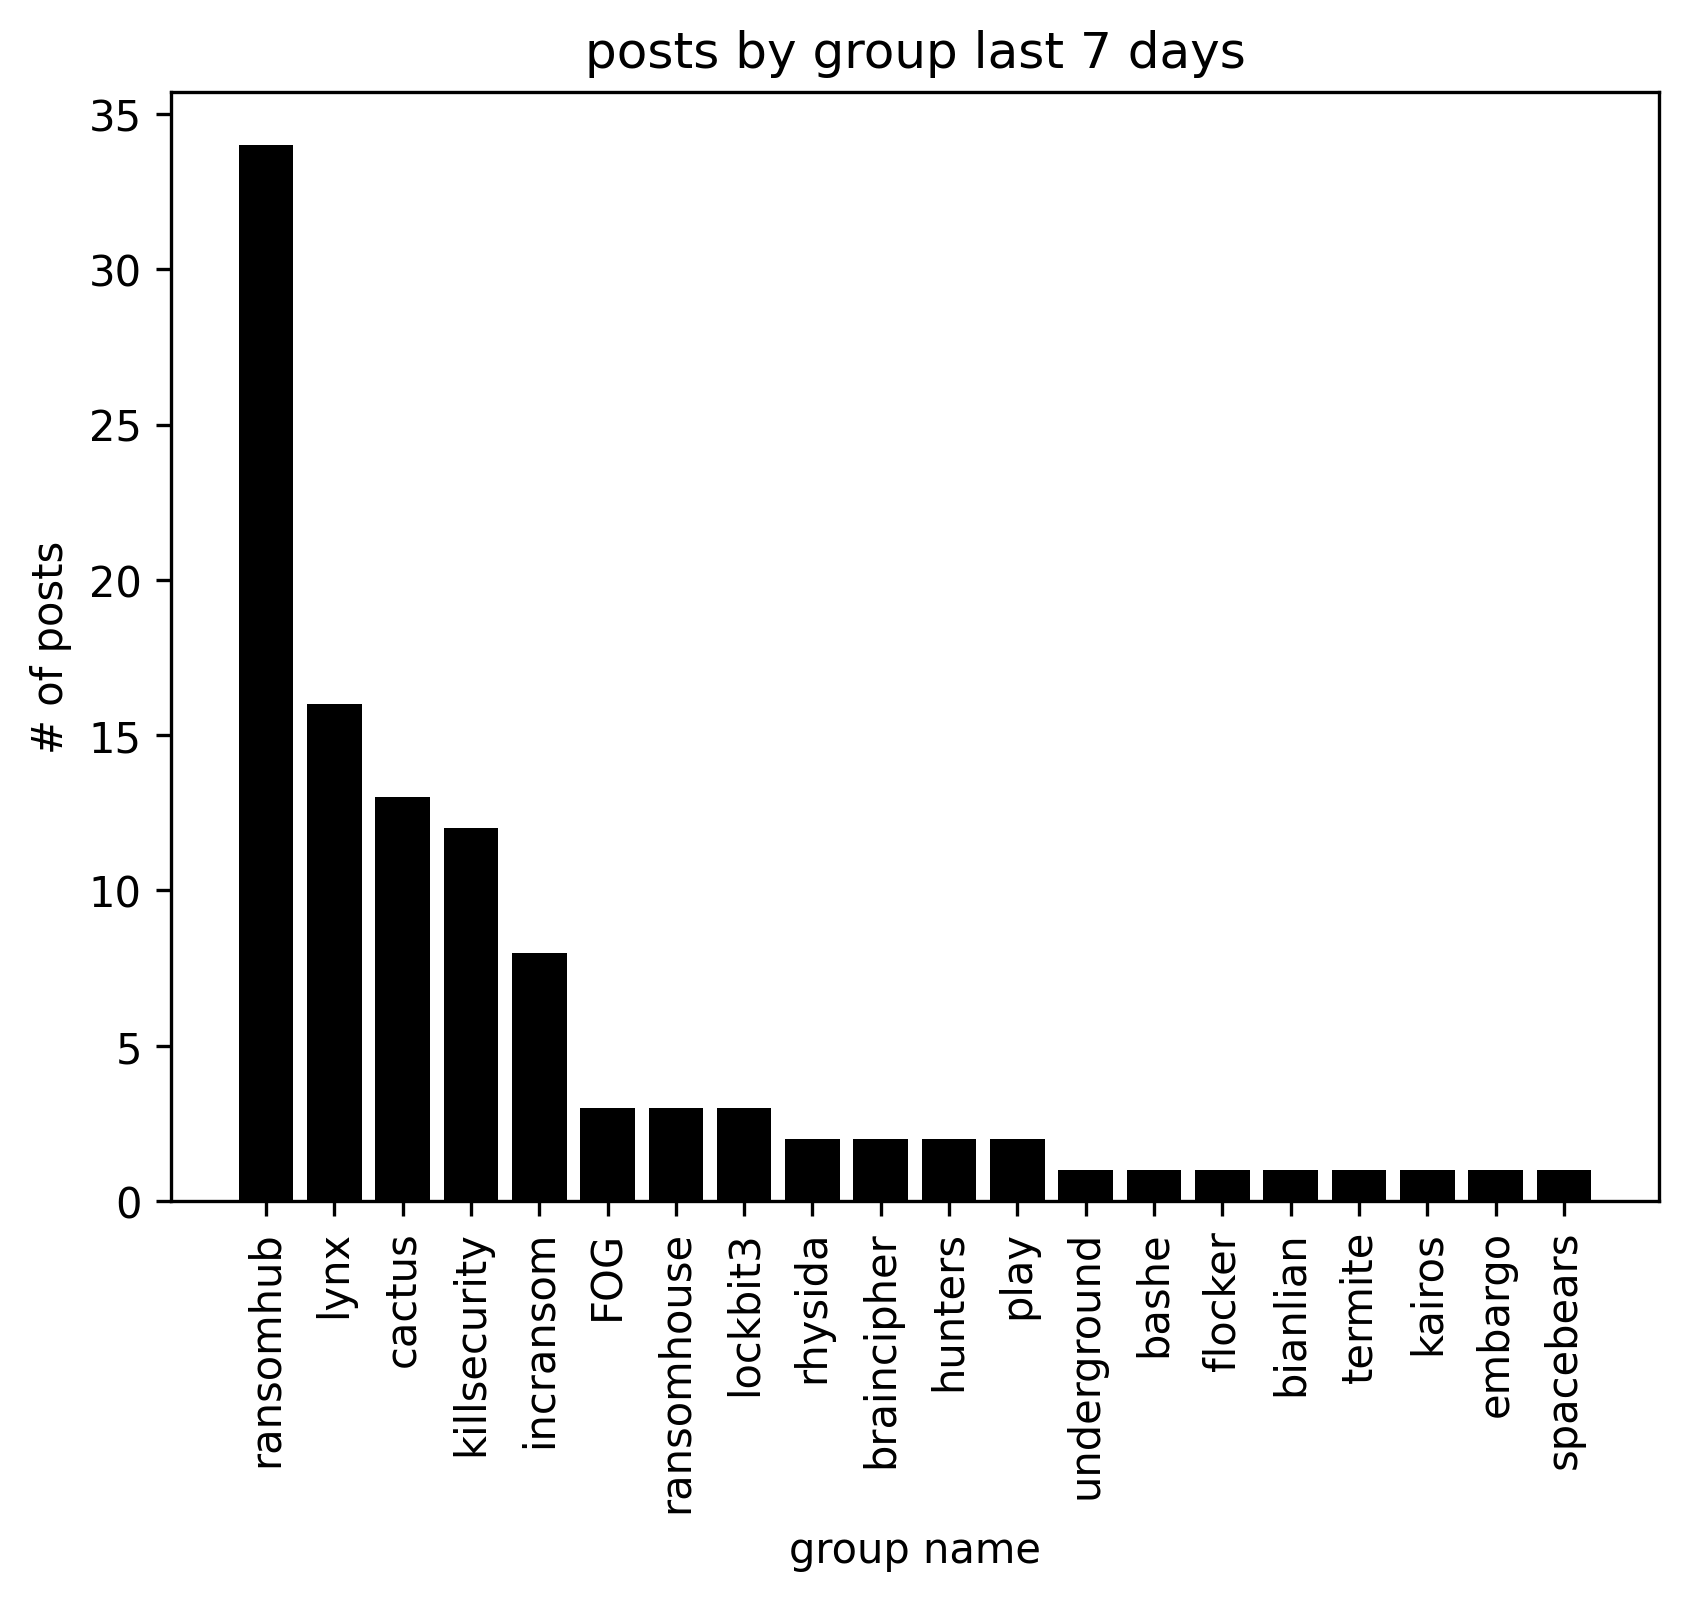 posts by group last 7 days
# of posts
35
30
25
20
15
10
5
0
ransomhub
lynx
cactus
killsecurity
incransom
FOG
ransomhouse
lockbit3
rhysida
braincipher
hunters
play
underground
bashe
flocker
bianlian
termite
kairos
embargo
spacebears
group name